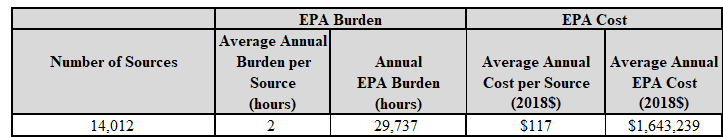 EPA Burden EPA Cost
Number of Sources Average Annual Burden per Source (hours) Annual EPA Burden (hours) Average Annual Cost per Source (2018$) Average Annual EPA Cost (2018$)
14,012 2 29,737 $117 $1,643,239